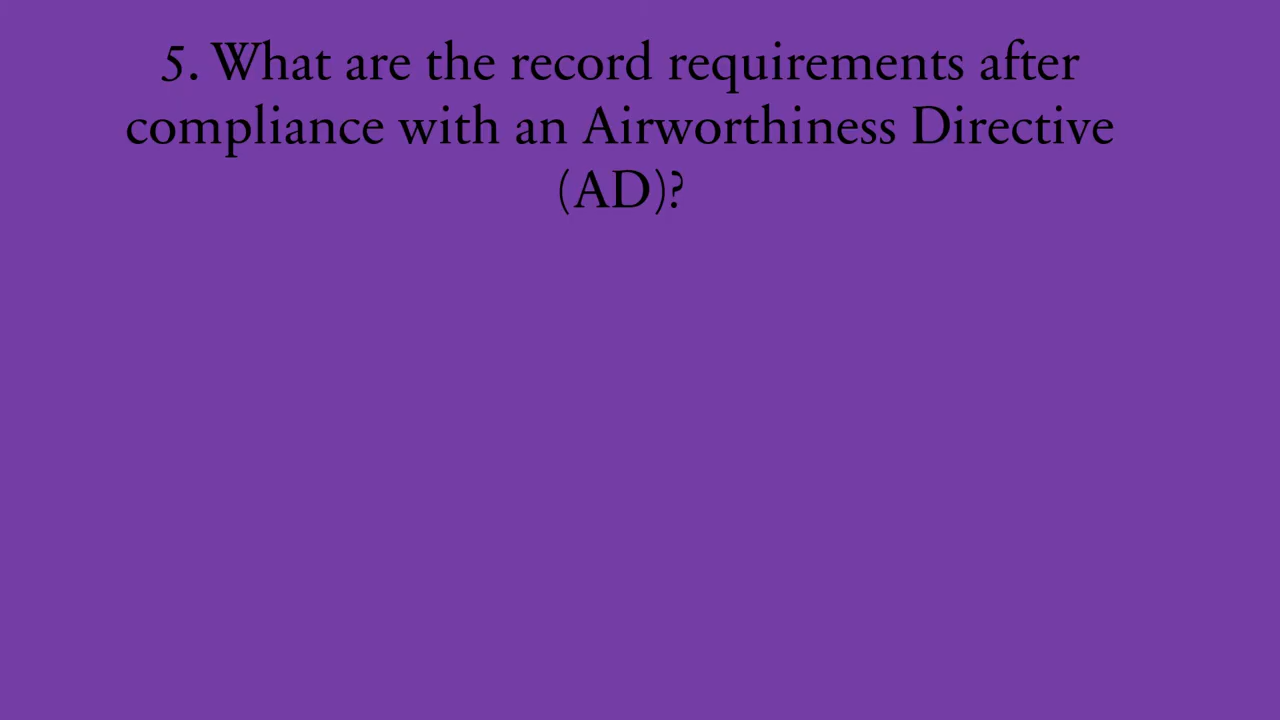 5. What are the record requirements after
compliance with an Airworthiness Directive
(AD)?